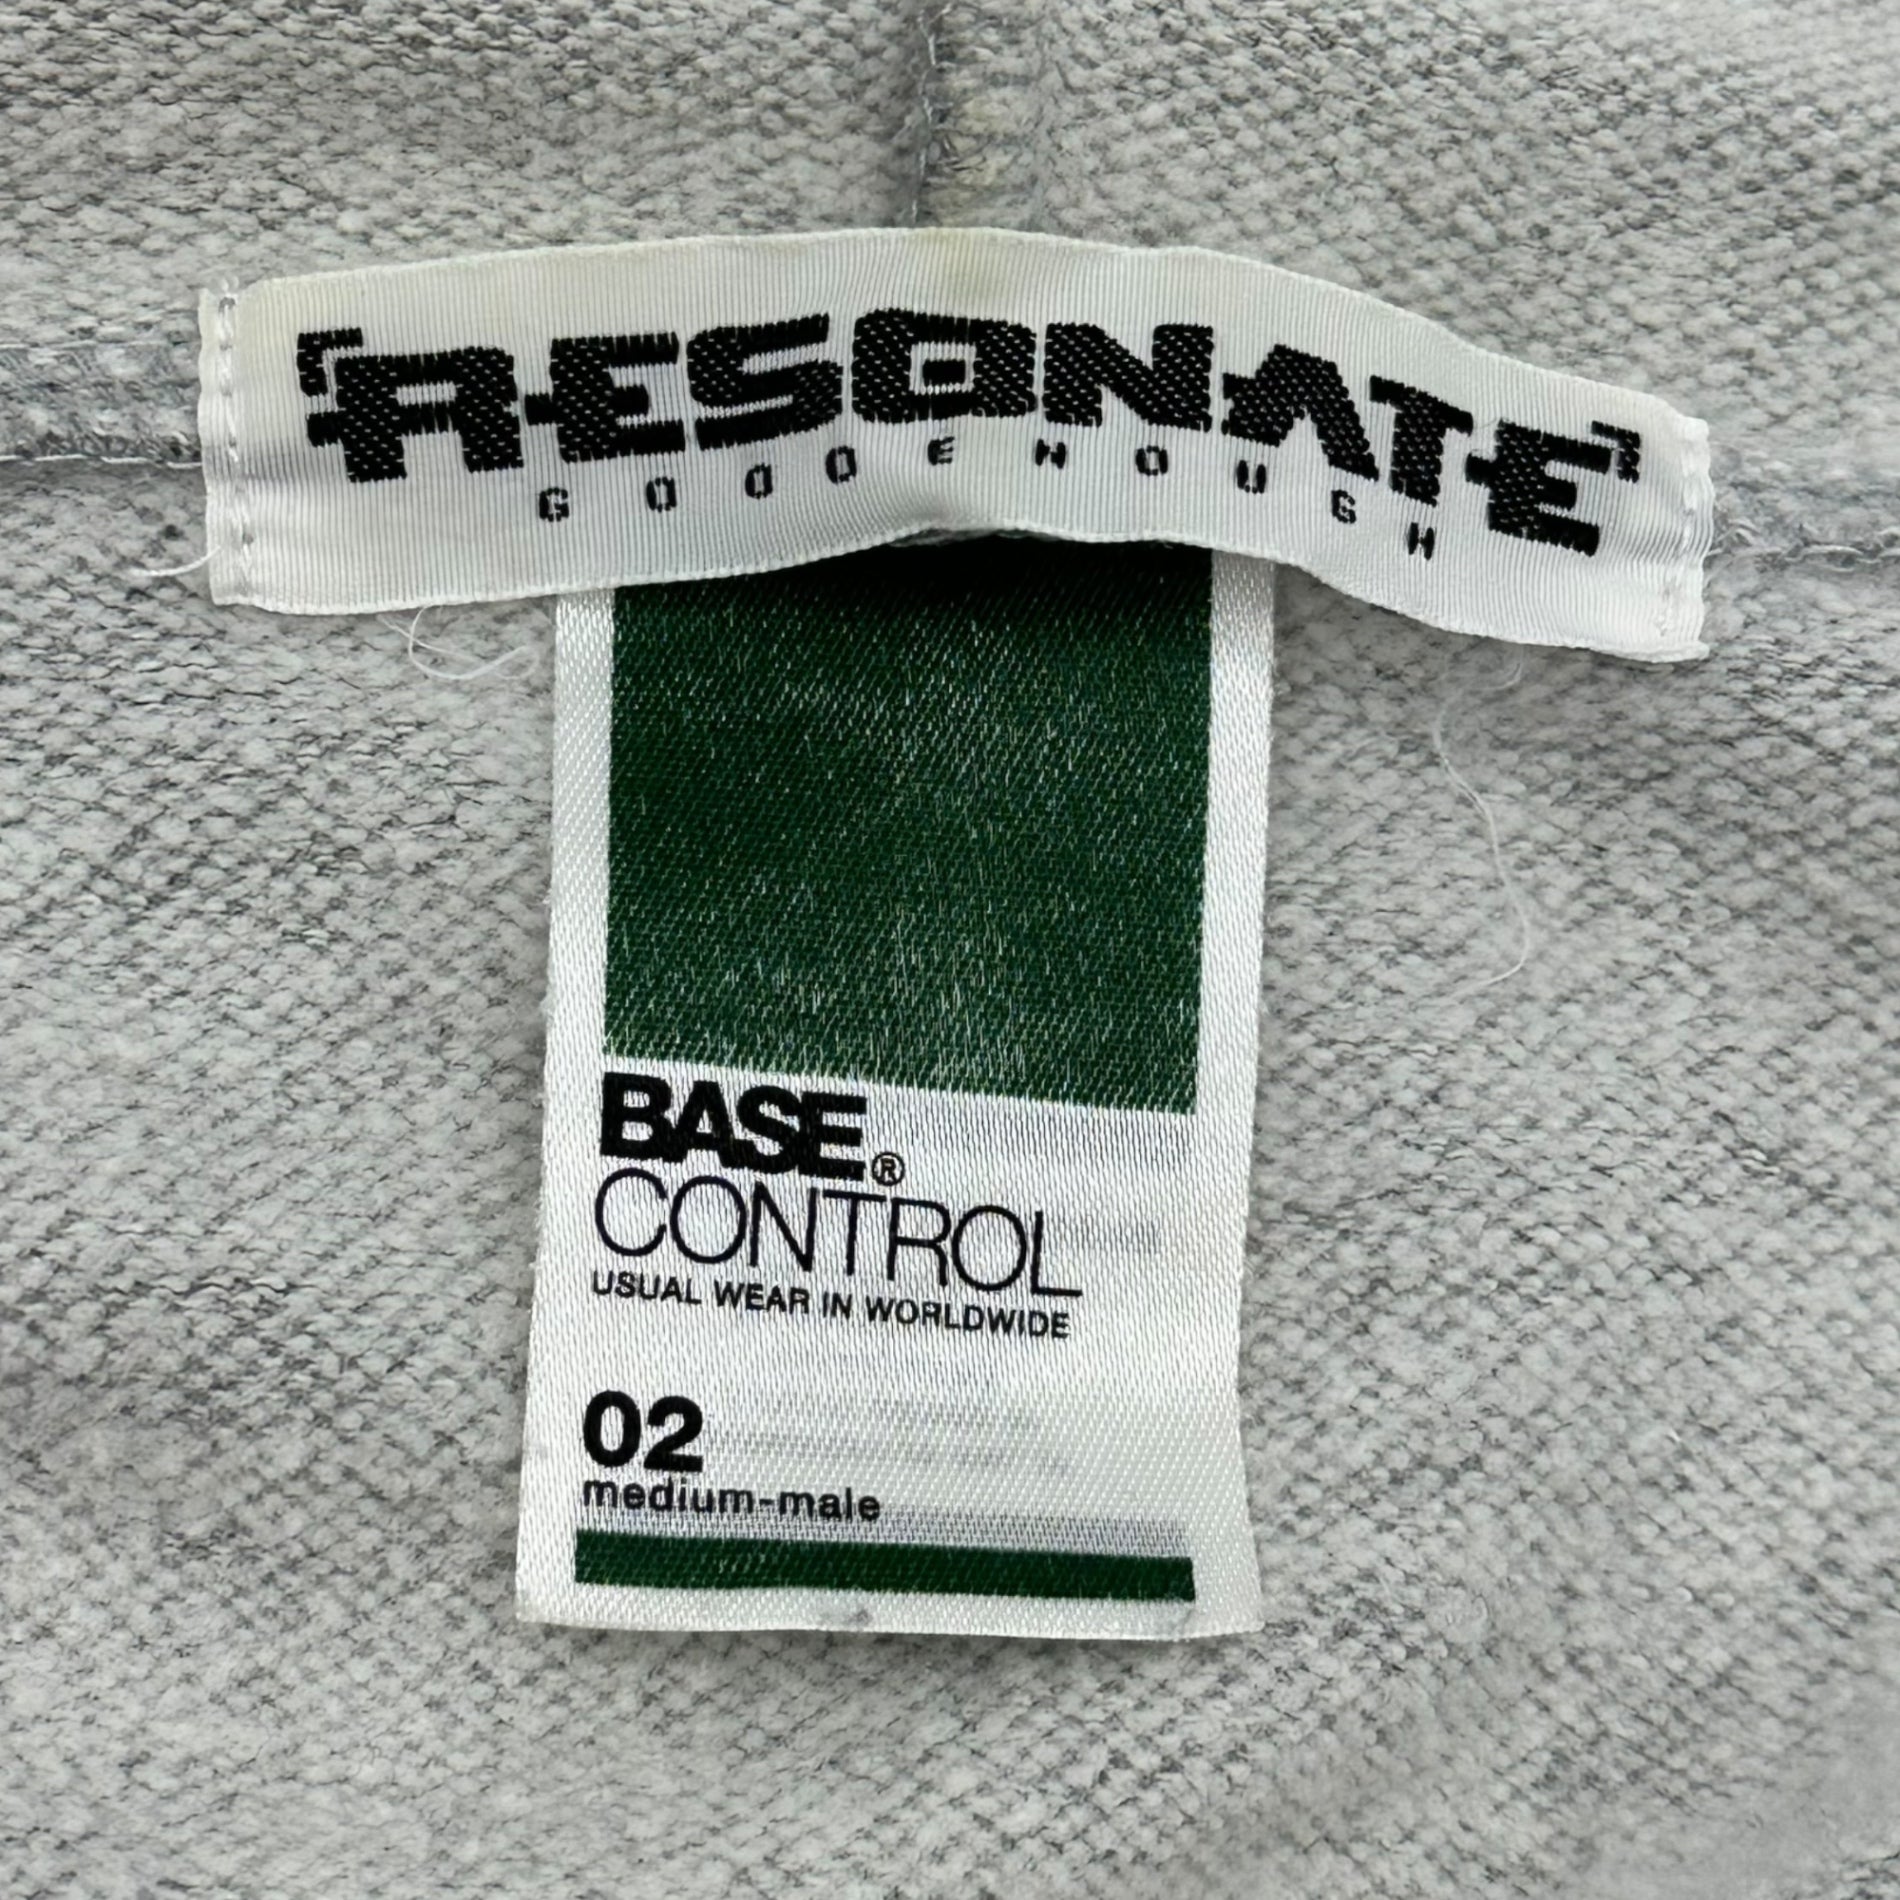 「RESONATE」
GOODENOUGH
BASE®
CONTROL
USUAL WEAR IN WORLDWIDE
02
medium-male